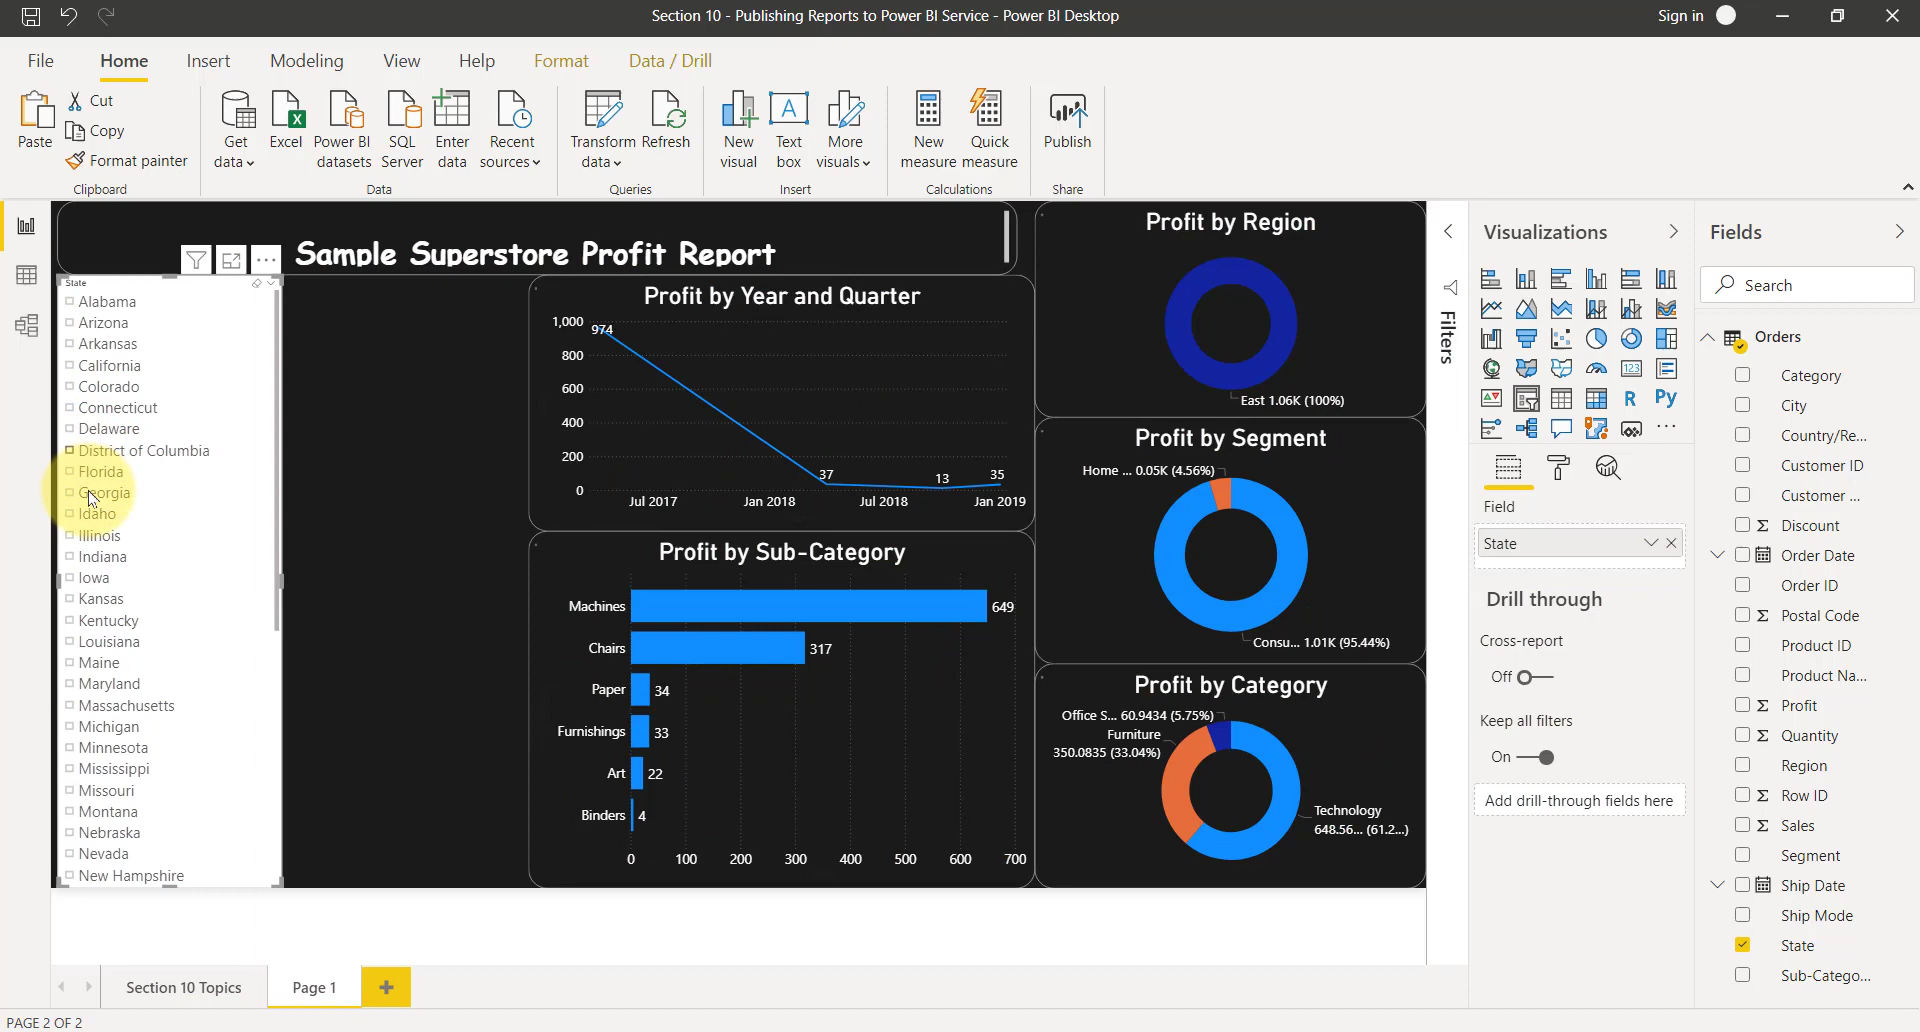 Section 10 - Publishing Reports to Power BI Service - Power BI Desktop
Sign in
File
Home
Insert
Modeling
View
Help
Format
Data / Drill
Paste
Cut
Copy
Format painter
Clipboard
Get data
Excel
Power BI datasets
SQL Server
Enter data
Recent sources
Data
Transform data
Refresh
Queries
New visual
Text box
More visuals
Insert
New measure
Quick measure
Calculations
Publish
Share
Sample Superstore Profit Report
State
Alabama
Arizona
Arkansas
California
Colorado
Connecticut
Delaware
District of Columbia
Florida
Georgia
Idaho
Illinois
Indiana
Iowa
Kansas
Kentucky
Louisiana
Maine
Maryland
Massachusetts
Michigan
Minnesota
Mississippi
Missouri
Montana
Nebraska
Nevada
New Hampshire
Profit by Year and Quarter
1,000
800
600
400
200
0
974
37
13
35
Jul 2017
Jan 2018
Jul 2018
Jan 2019
Profit by Sub-Category
Machines 649
Chairs 317
Paper 34
Furnishings 33
Art 22
Binders 4
0 100 200 300 400 500 600 700
Profit by Region
East 1.06K (100%)
Profit by Segment
Home ... 0.05K (4.56%)
Consu... 1.01K (95.44%)
Profit by Category
Office S... 60.9434 (5.75%)
Furniture
350.0835 (33.04%)
Technology
648.56... (61.2...)
Filters
Visualizations
123
R
Py
Field
State
Drill through
Cross-report
Off
Keep all filters
On
Add drill-through fields here
Fields
Search
Orders
Category
City
Country/Re...
Customer ID
Customer ...
Σ Discount
Order Date
Order ID
Σ Postal Code
Product ID
Product Na...
Σ Profit
Σ Quantity
Region
Σ Row ID
Σ Sales
Segment
Ship Date
Ship Mode
State
Sub-Catego...
Section 10 Topics
Page 1
PAGE 2 OF 2